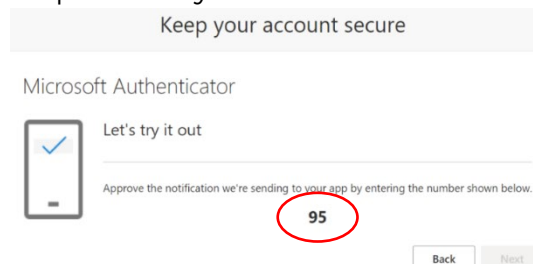 Keep your account secure
Microsoft Authenticator
Let's try it out
Approve the notification we're sending to your app by entering the number shown below.
95
Back Next